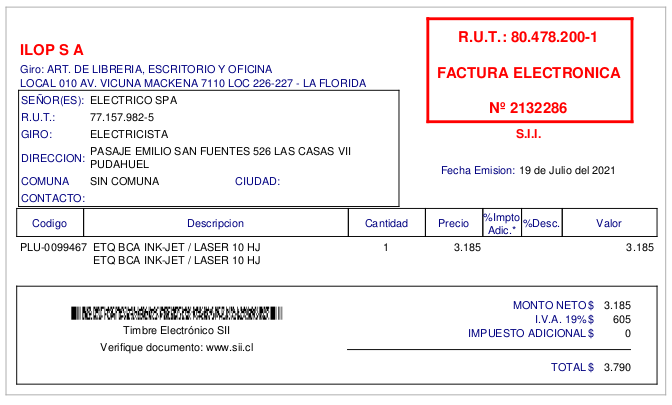 ILOP S A
Giro: ART. DE LIBRERIA, ESCRITORIO Y OFICINA
LOCAL 010 AV. VICUNA MACKENA 7110 LOC 226-227 - LA FLORIDA
R.U.T.: 80.478.200-1
FACTURA ELECTRONICA
Nº 2132286
S.I.I.
SEÑOR(ES): ELECTRICO SPA
R.U.T.: 77.157.982-5
GIRO: ELECTRICISTA
DIRECCION: PASAJE EMILIO SAN FUENTES 526 LAS CASAS VII
PUDAHUEL
COMUNA SIN COMUNA CIUDAD:
CONTACTO:
Fecha Emision: 19 de Julio del 2021
Codigo Descripcion Cantidad Precio %Impto Adic.* %Desc. Valor
PLU-0099467 ETQ BCA INK-JET / LASER 10 HJ 1 3.185 3.185
ETQ BCA INK-JET / LASER 10 HJ
Timbre Electrónico SII
Verifique documento: www.sii.cl
MONTO NETO $ 3.185
I.V.A. 19% $ 605
IMPUESTO ADICIONAL $ 0
TOTAL $ 3.790